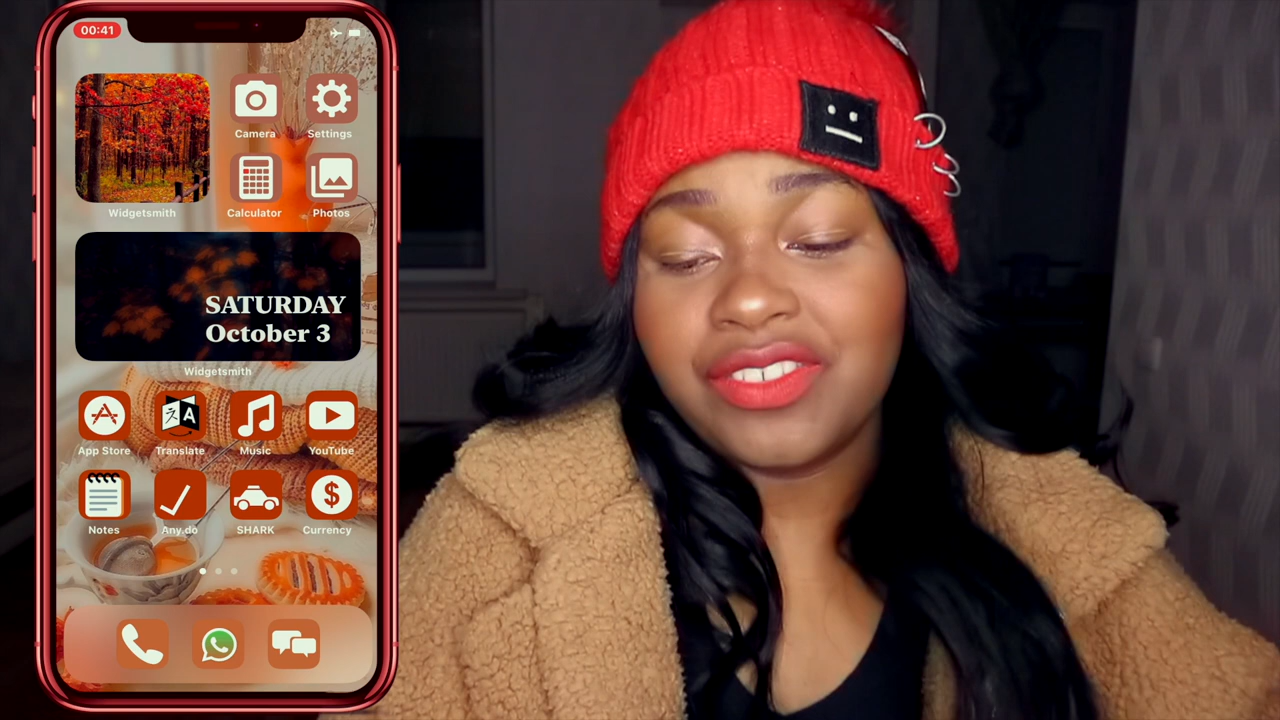 00:41
Camera
Settings
Calculator
Photos
Widgetsmith
SATURDAY
October 3
Widgetsmith
App Store
Translate
Music
YouTube
A
Notes
Any.do
SHARK
Currency
$